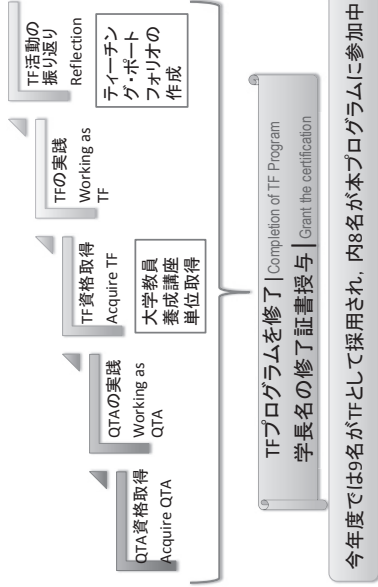 QTA資格取得
Acquire QTA
QTAの実践
Working as
QTA
TF資格取得
Acquire TF
大学教員
養成講座
単位取得
TFの実践
Working as
TF
TF活動の
振り返り
Reflection
ティーチン
グ・ポート
フォリオの
作成
TFプログラムを修了|Completion of TF Program
学長名の修了証書授与|Grant the certification
今年度では9名がTFとして採用され，内8名が本プログラムに参加中